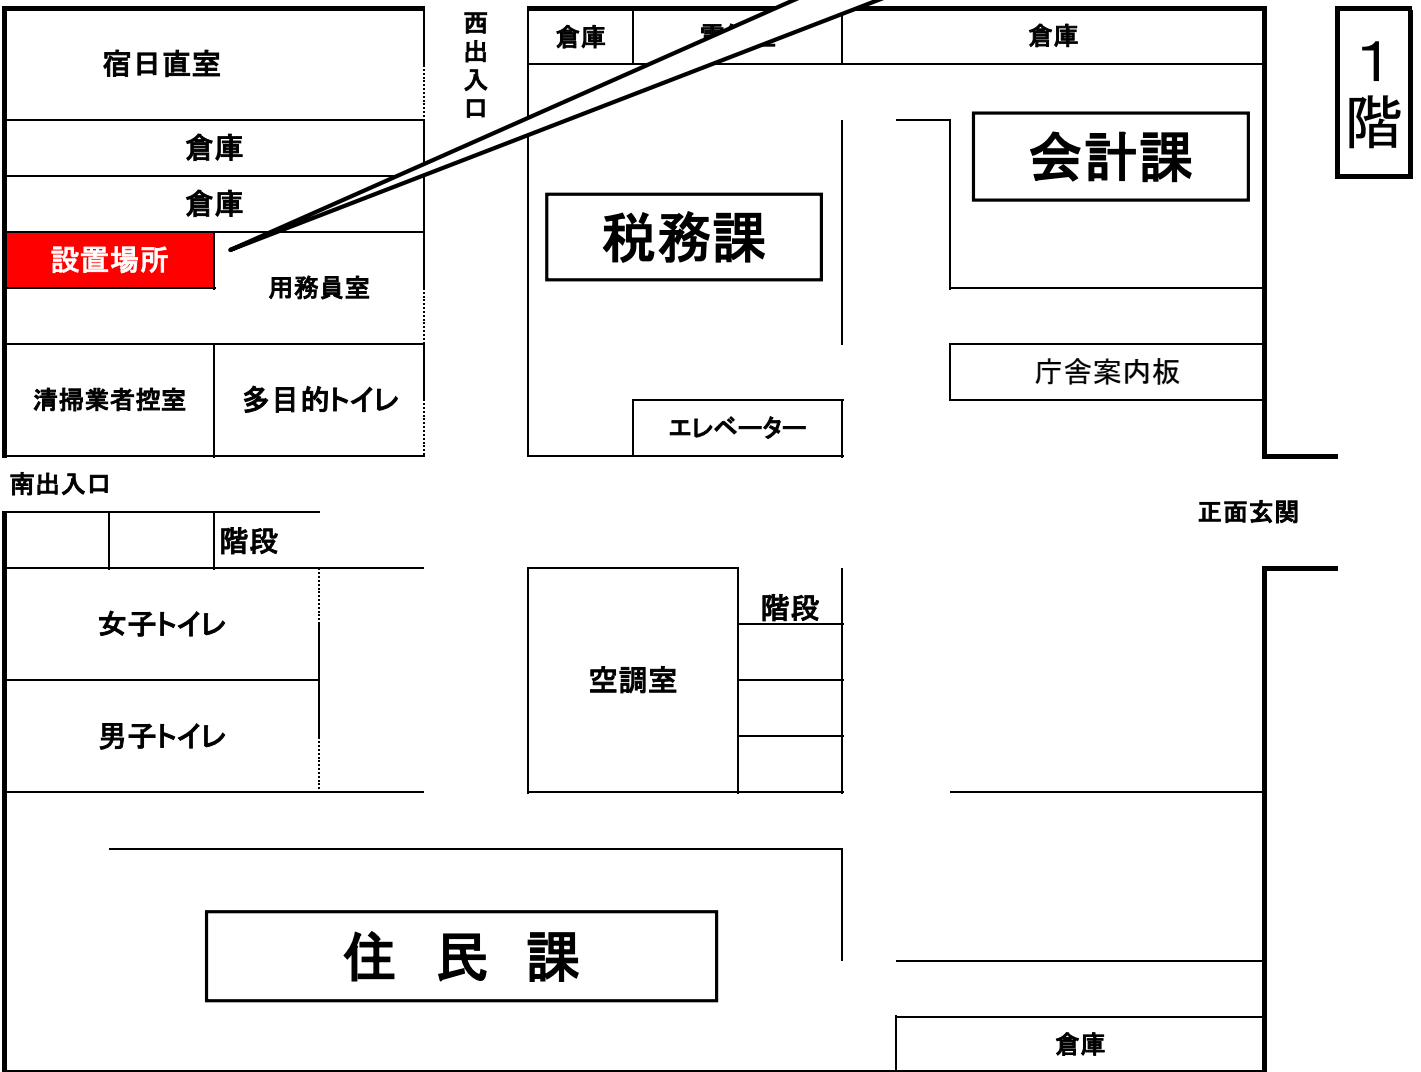 西出入口
倉庫
倉庫
1階
宿日直室
倉庫
会計課
倉庫
税務課
設置場所
用務員室
庁舎案内板
清掃業者控室
多目的トイレ
エレベーター
南出入口
正面玄関
階段
女子トイレ
階段
空調室
男子トイレ
住 民 課
倉庫